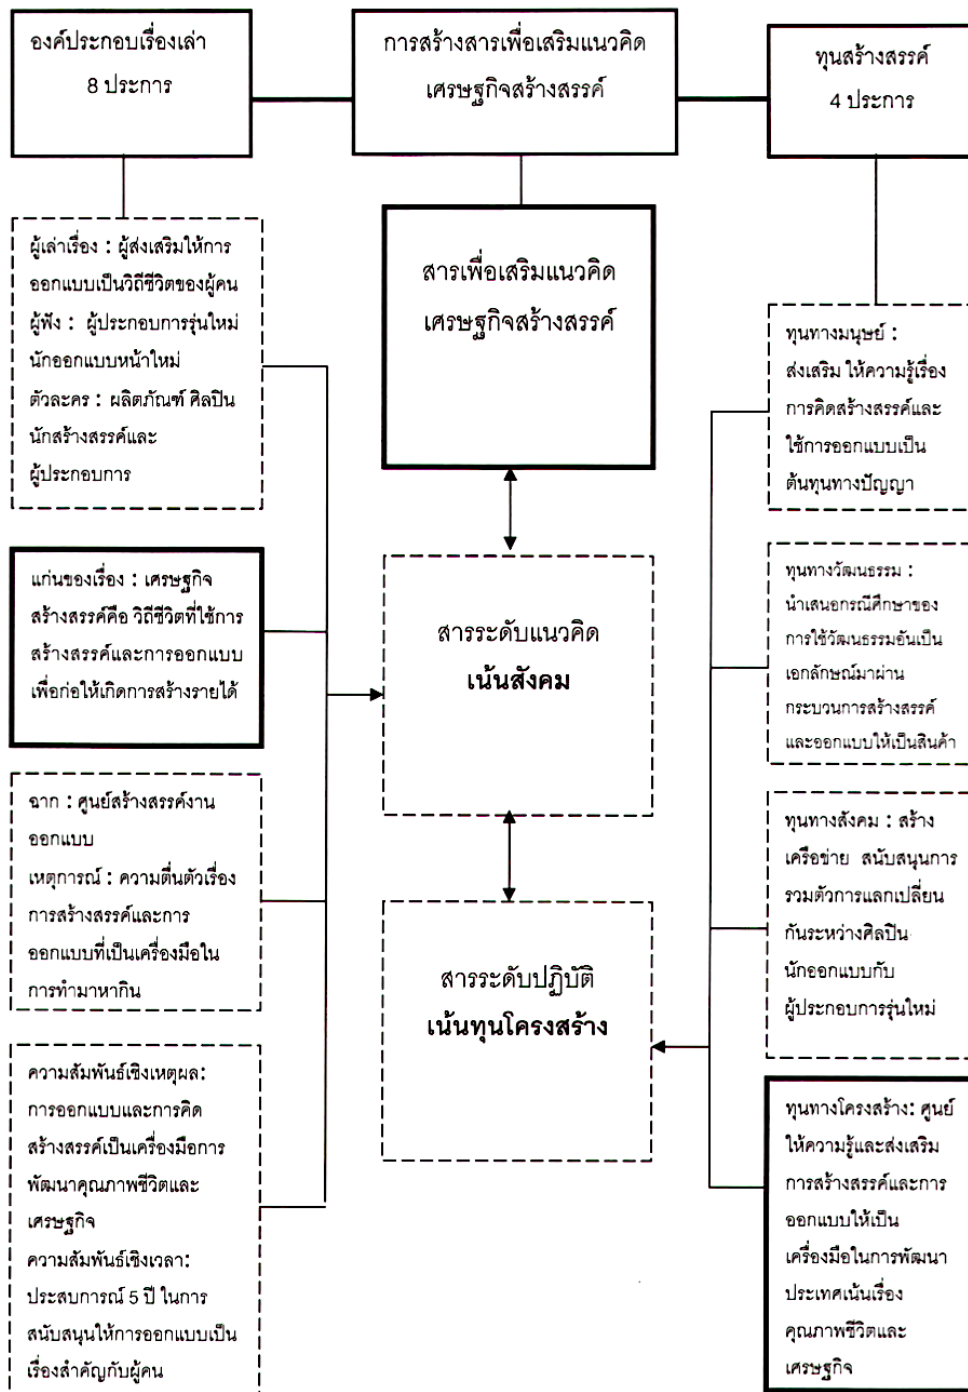 องค์ประกอบเรื่องเล่า
8 ประการ
การสร้างสารเพื่อเสริมแนวคิด
เศรษฐกิจสร้างสรรค์
ทุนสร้างสรรค์
4 ประการ
ผู้เล่าเรื่อง : ผู้ส่งเสริมให้การ
ออกแบบเป็นวิถีชีวิตของผู้คน
ผู้ฟัง : ผู้ประกอบการรุ่นใหม่
นักออกแบบหน้าใหม่
ตัวละคร : ผลิตภัณฑ์ ศิลปิน
นักสร้างสรรค์และ
ผู้ประกอบการ
แก่นของเรื่อง : เศรษฐกิจ
สร้างสรรค์คือ วิถีชีวิตที่ใช้การ
สร้างสรรค์และการออกแบบ
เพื่อก่อให้เกิดการสร้างรายได้
ฉาก : ศูนย์สร้างสรรค์งาน
ออกแบบ
เหตุการณ์ : ความตื่นตัวเรื่อง
การสร้างสรรค์และการ
ออกแบบที่เป็นเครื่องมือใน
การทำมาหากิน
ความสัมพันธ์เชิงเหตุผล:
การออกแบบและการคิด
สร้างสรรค์เป็นเครื่องมือการ
พัฒนาคุณภาพชีวิตและ
เศรษฐกิจ
ความสัมพันธ์เชิงเวลา:
ประสบการณ์ 5 ปี ในการ
สนับสนุนให้การออกแบบเป็น
เรื่องสำคัญกับผู้คน
สารเพื่อเสริมแนวคิด
เศรษฐกิจสร้างสรรค์
สารระดับแนวคิด
เน้นสังคม
สารระดับปฏิบัติ
เน้นทุนโครงสร้าง
ทุนทางมนุษย์ :
ส่งเสริม ให้ความรู้เรื่อง
การคิดสร้างสรรค์และ
ใช้การออกแบบเป็น
ต้นทุนทางปัญญา
ทุนทางวัฒนธรรม :
นำเสนอกรณีศึกษาของ
การใช้วัฒนธรรมอันเป็น
เอกลักษณ์มาผ่าน
กระบวนการสร้างสรรค์
และออกแบบให้เป็นสินค้า
ทุนทางสังคม : สร้าง
เครือข่าย สนับสนุนการ
รวมตัวการแลกเปลี่ยน
กันระหว่างศิลปิน
นักออกแบบกับ
ผู้ประกอบการรุ่นใหม่
ทุนทางโครงสร้าง: ศูนย์
ให้ความรู้และส่งเสริม
การสร้างสรรค์และการ
ออกแบบให้เป็น
เครื่องมือในการพัฒนา
ประเทศเน้นเรื่อง
คุณภาพชีวิตและ
เศรษฐกิจ